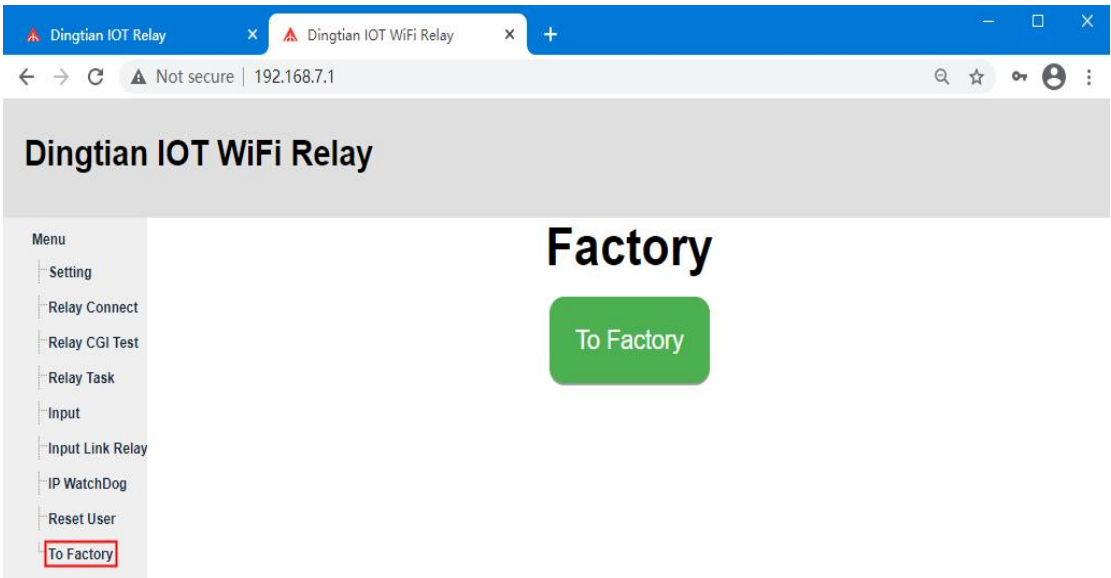 Dingtian IOT Relay
Dingtian IOT WiFi Relay
Not secure | 192.168.7.1
Dingtian IOT WiFi Relay
Menu
Setting
Relay Connect
Relay CGI Test
Relay Task
Input
Input Link Relay
IP WatchDog
Reset User
To Factory
Factory
To Factory